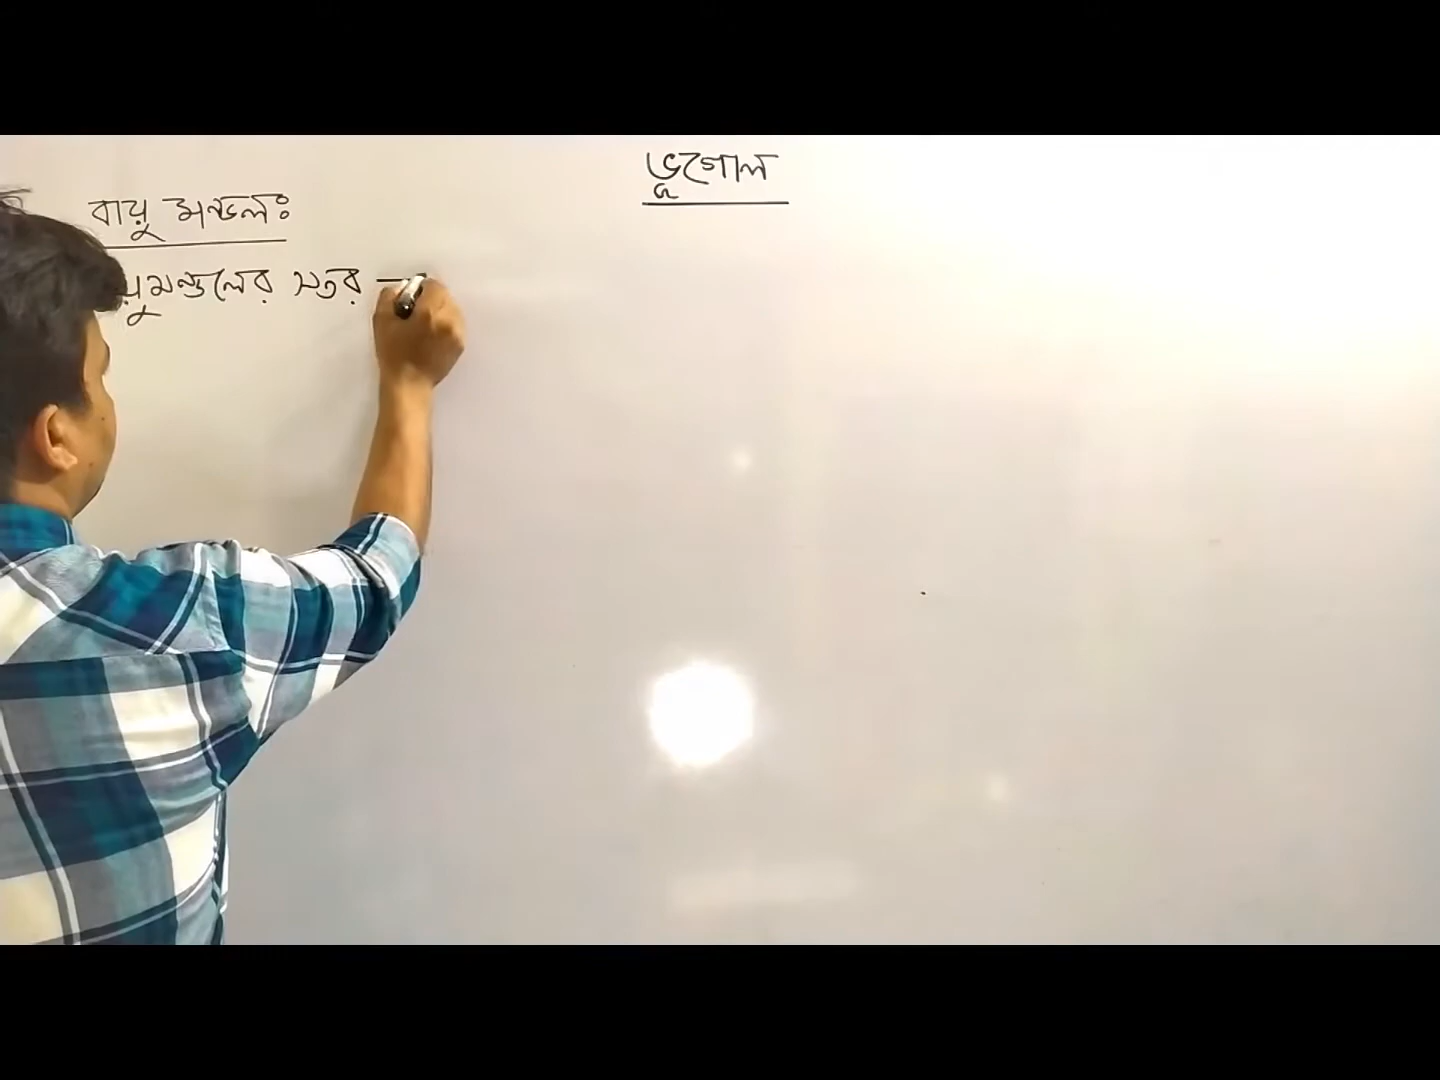 ভূগোল
বায়ু মন্ডলঃ
য়ুমন্ডলের স্তর —